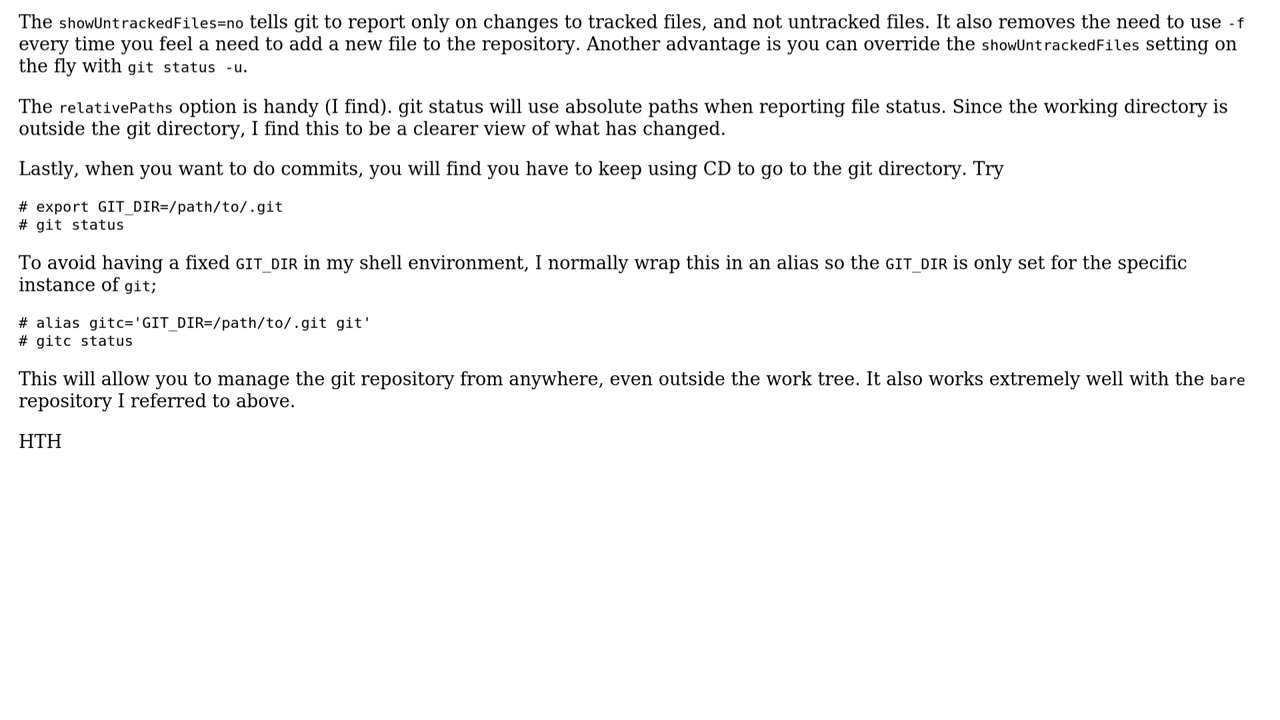 The showUntrackedFiles=no tells git to report only on changes to tracked files, and not untracked files. It also removes the need to use -f
every time you feel a need to add a new file to the repository. Another advantage is you can override the showUntrackedFiles setting on
the fly with git status -u.
The relativePaths option is handy (I find). git status will use absolute paths when reporting file status. Since the working directory is
outside the git directory, I find this to be a clearer view of what has changed.
Lastly, when you want to do commits, you will find you have to keep using CD to go to the git directory. Try
# export GIT_DIR=/path/to/.git
# git status
To avoid having a fixed GIT_DIR in my shell environment, I normally wrap this in an alias so the GIT_DIR is only set for the specific
instance of git;
# alias gitc='GIT_DIR=/path/to/.git git'
# gitc status
This will allow you to manage the git repository from anywhere, even outside the work tree. It also works extremely well with the bare
repository I referred to above.
HTH